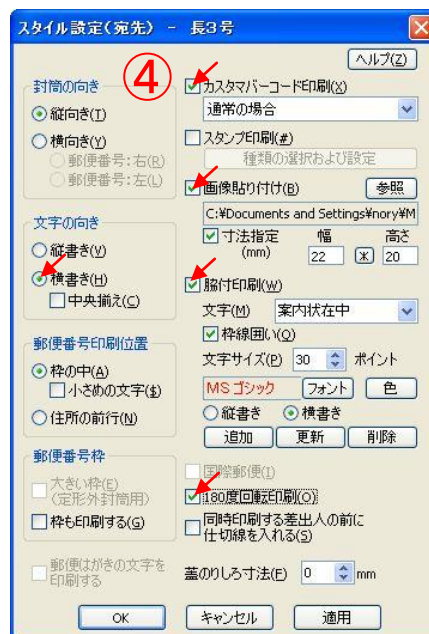 スタイル設定(宛先) - 長3号
ヘルプ(Z)
④
封筒の向き
縦向き(T)
横向き(Y)
郵便番号:右(R)
郵便番号:左(L)
文字の向き
縦書き(V)
横書き(H)
中央揃え(C)
郵便番号印刷位置
枠の中(A)
小さめの文字($)
住所の前行(N)
郵便番号枠
大きい枠(E)
(定形外封筒用)
枠も印刷する(G)
郵便はがきの文字を
印刷する
カスタマバーコード印刷(X)
通常の場合
スタンプ印刷(#)
種類の選択および設定
画像貼り付け(B)
参照
C:¥Documents and Settings¥nory¥M
寸法指定 幅 高さ
(mm) 22 × 20
脇付印刷(W)
文字(M) 案内状在中
枠線囲い(Q)
文字サイズ(P) 30 ポイント
MS ゴシック フォント 色
縦書き 横書き
追加 更新 削除
国際郵便(I)
180度回転印刷(O)
同時印刷する差出人の前に
仕切線を入れる(S)
蓋のりしろ寸法(F) 0 mm
OK キャンセル 適用